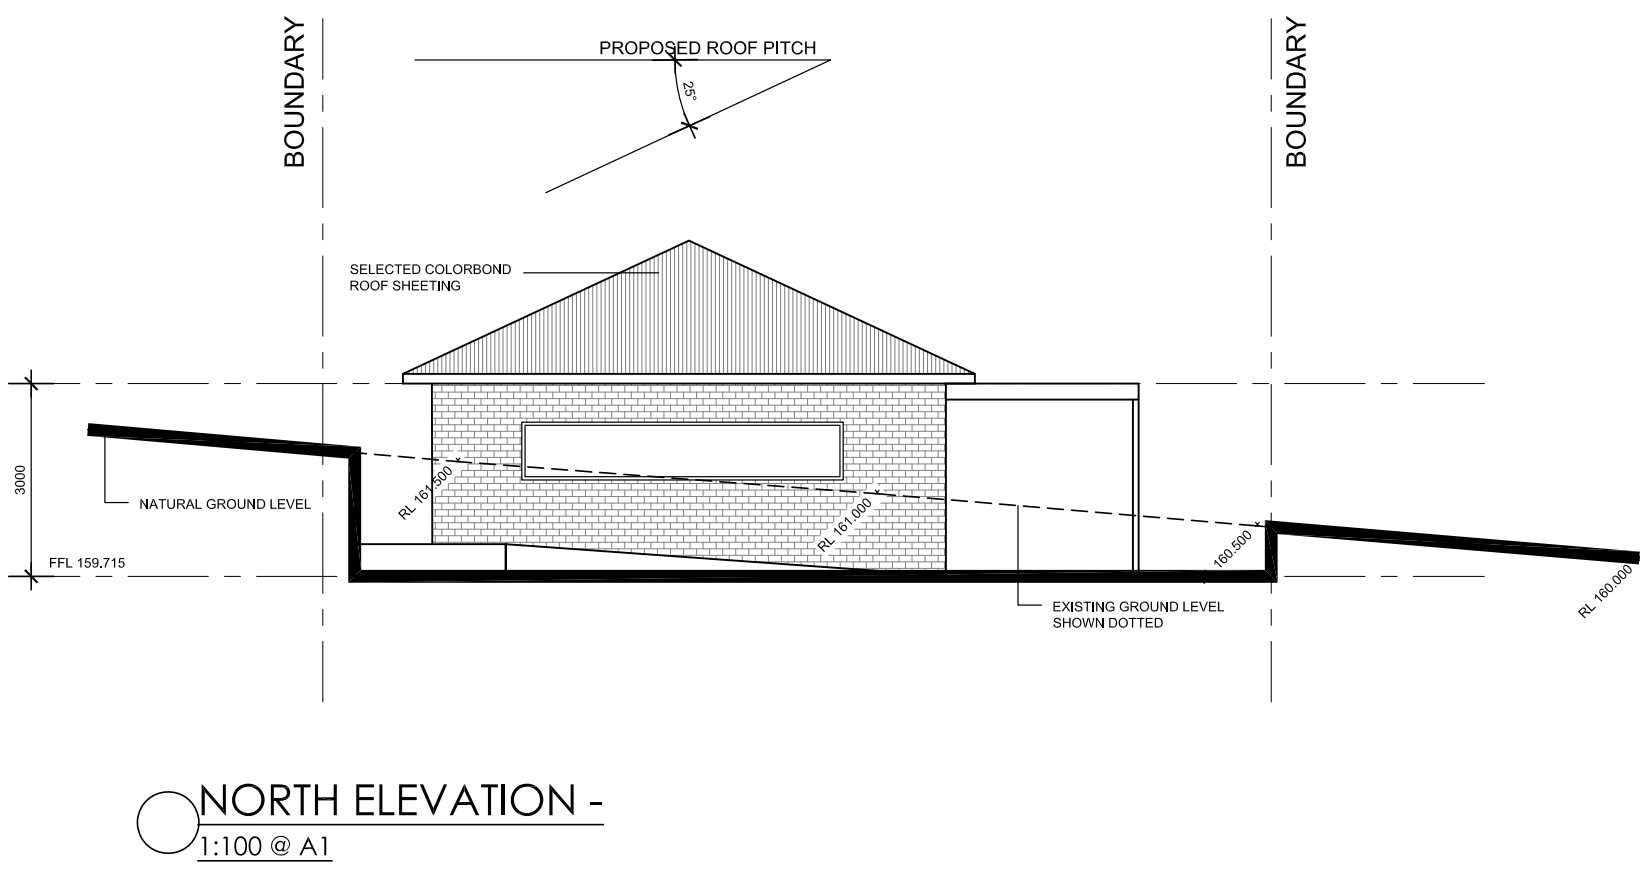 BOUNDARY
PROPOSED ROOF PITCH
BOUNDARY
25°
SELECTED COLORBOND
ROOF SHEETING
3000
NATURAL GROUND LEVEL
RL 161.500
RL 161.000
160.500
FFL 159.715
RL 160.000
EXISTING GROUND LEVEL
SHOWN DOTTED
NORTH ELEVATION -
1:100 @ A1